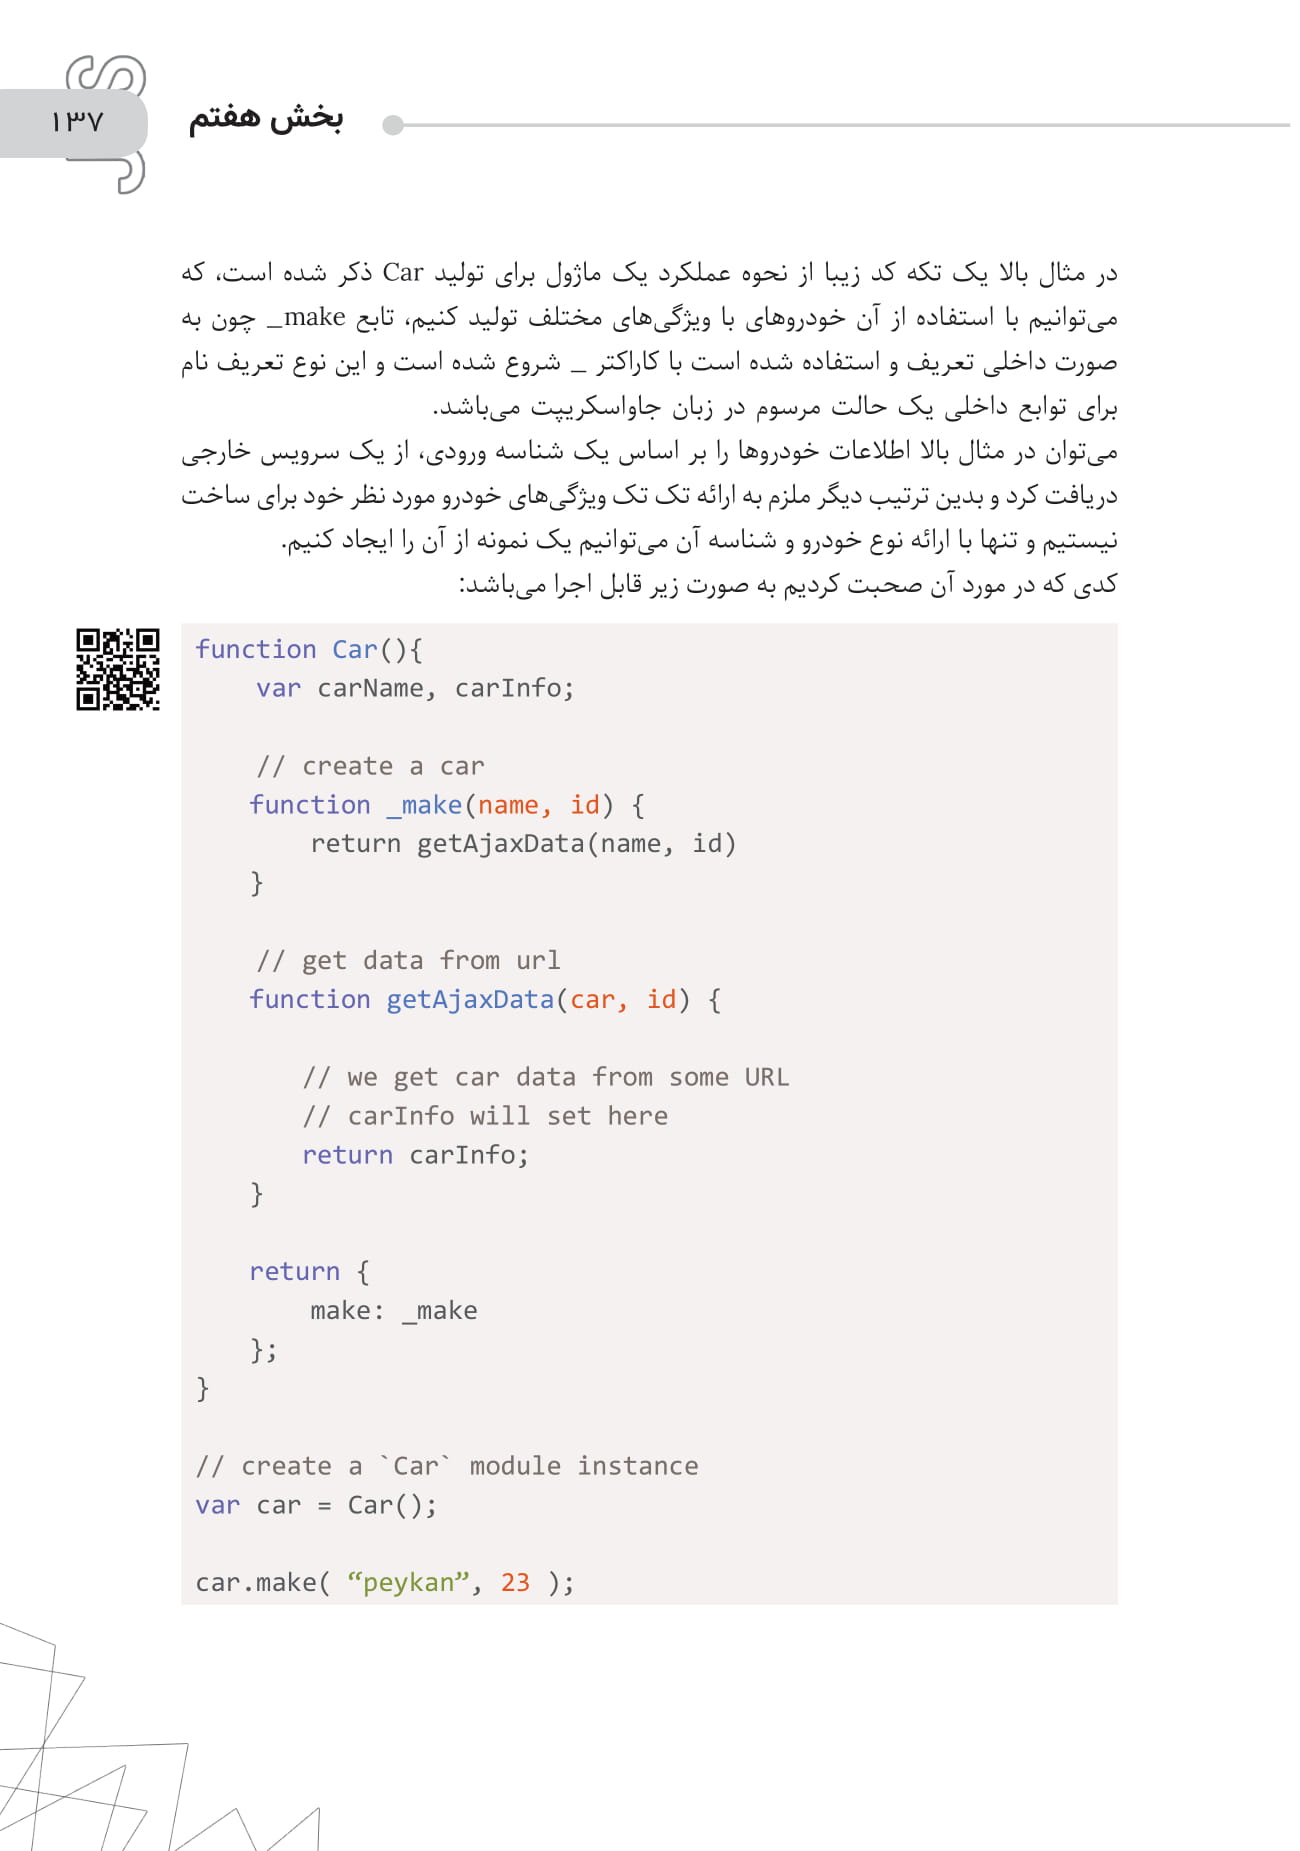 ۱۳۷
بخش هفتم
JS
در مثال بالا یک تکه کد زیبا از نحوه عملکرد یک ماژول برای تولید Car ذکر شده است، که
می‌توانیم با استفاده از آن خودروهای با ویژگی‌های مختلف تولید کنیم، تابع make_ چون به
صورت داخلی تعریف و استفاده شده است با کاراکتر _ شروع شده است و این نوع تعریف نام
برای توابع داخلی یک حالت مرسوم در زبان جاواسکریپت می‌باشد.
می‌توان در مثال بالا اطلاعات خودروها را بر اساس یک شناسه ورودی، از یک سرویس خارجی
دریافت کرد و بدین ترتیب دیگر ملزم به ارائه تک تک ویژگی‌های خودرو مورد نظر خود برای ساخت
نیستیم و تنها با ارائه نوع خودرو و شناسه آن می‌توانیم یک نمونه از آن را ایجاد کنیم.
کدی که در مورد آن صحبت کردیم به صورت زیر قابل اجرا می‌باشد:
function Car(){
var carName, carInfo;
// create a car
function _make(name, id) {
return getAjaxData(name, id)
}
// get data from url
function getAjaxData(car, id) {
// we get car data from some URL
// carInfo will set here
return carInfo;
}
return {
make: _make
};
}
// create a `Car` module instance
var car = Car();
car.make( “peykan”, 23 );